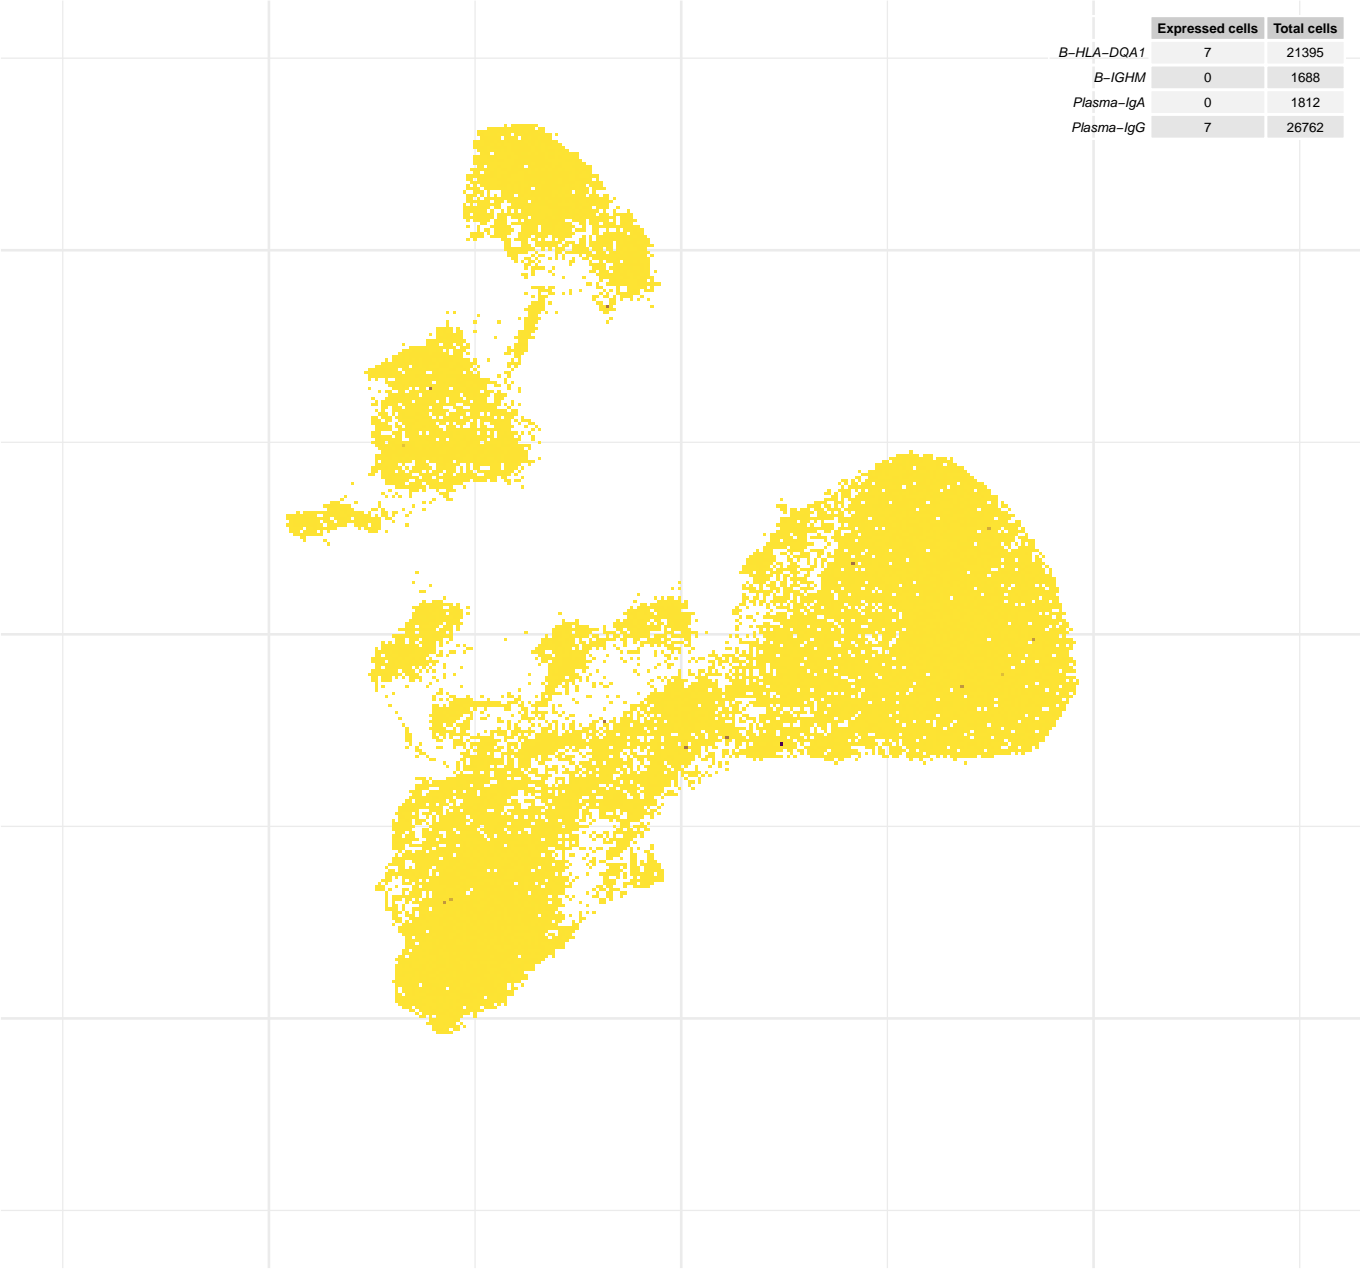 Expressed cells Total cells
B−HLA−DQA1 7 21395
B−IGHM 0 1688
Plasma−IgA 0 1812
Plasma−IgG 7 26762